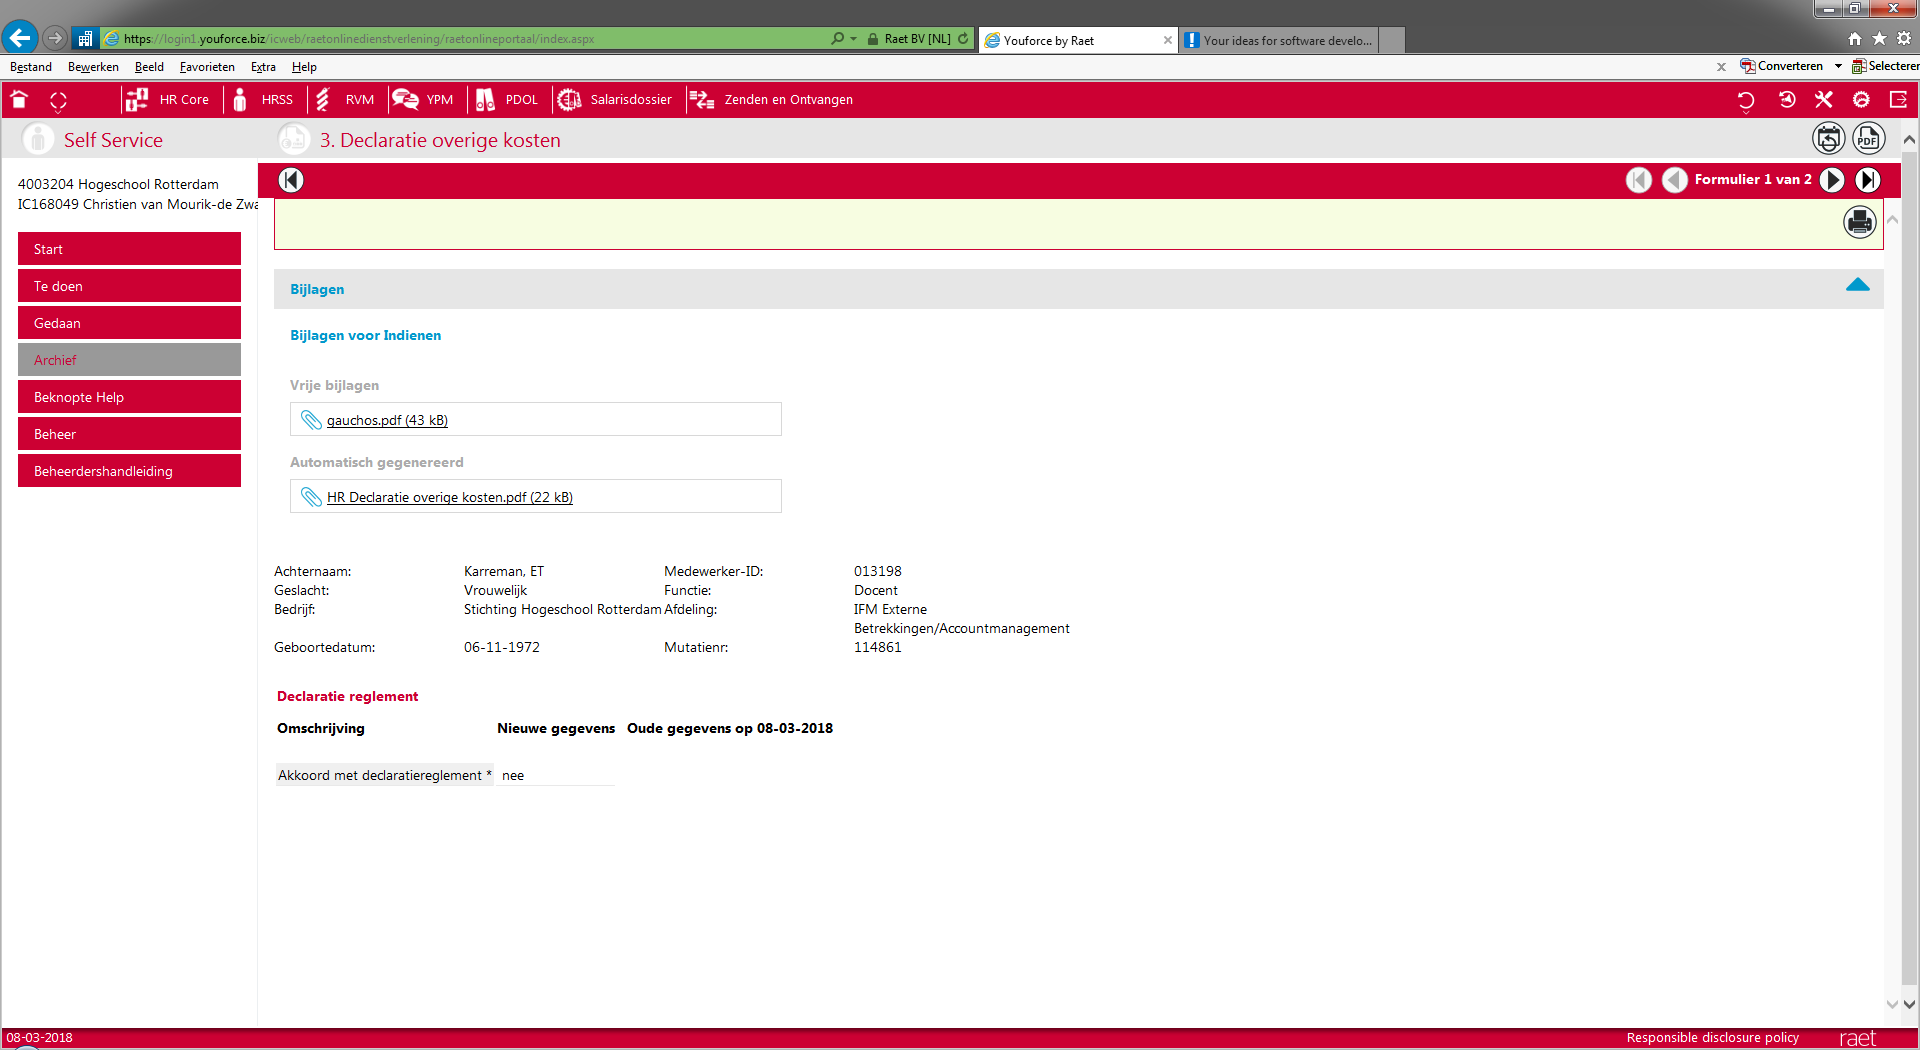 https://login1.youforce.biz/icweb/raetonlinedienstverlening/raetonlineportaal/index.aspx
Raet BV [NL]
Youforce by Raet
Your ideas for software develo...
Bestand Bewerken Beeld Favorieten Extra Help
x Converteren Selecteren
HR Core HRSS RVM YPM PDOL Salarisdossier Zenden en Ontvangen
Self Service
3. Declaratie overige kosten
PDF
4003204 Hogeschool Rotterdam
IC168049 Christien van Mourik-de Zwa
Formulier 1 van 2
Start
Te doen
Gedaan
Archief
Beknopte Help
Beheer
Beheerdershandleiding
Bijlagen
Bijlagen voor Indienen
Vrije bijlagen
gauchos.pdf (43 kB)
Automatisch gegenereerd
HR Declaratie overige kosten.pdf (22 kB)
Achternaam: Karreman, ET Medewerker-ID: 013198
Geslacht: Vrouwelijk Functie: Docent
Bedrijf: Stichting Hogeschool Rotterdam Afdeling: IFM Externe
Betrekkingen/Accountmanagement
Geboortedatum: 06-11-1972 Mutatienr: 114861
Declaratie reglement
Omschrijving Nieuwe gegevens Oude gegevens op 08-03-2018
Akkoord met declaratiereglement * nee
08-03-2018
Responsible disclosure policy raet